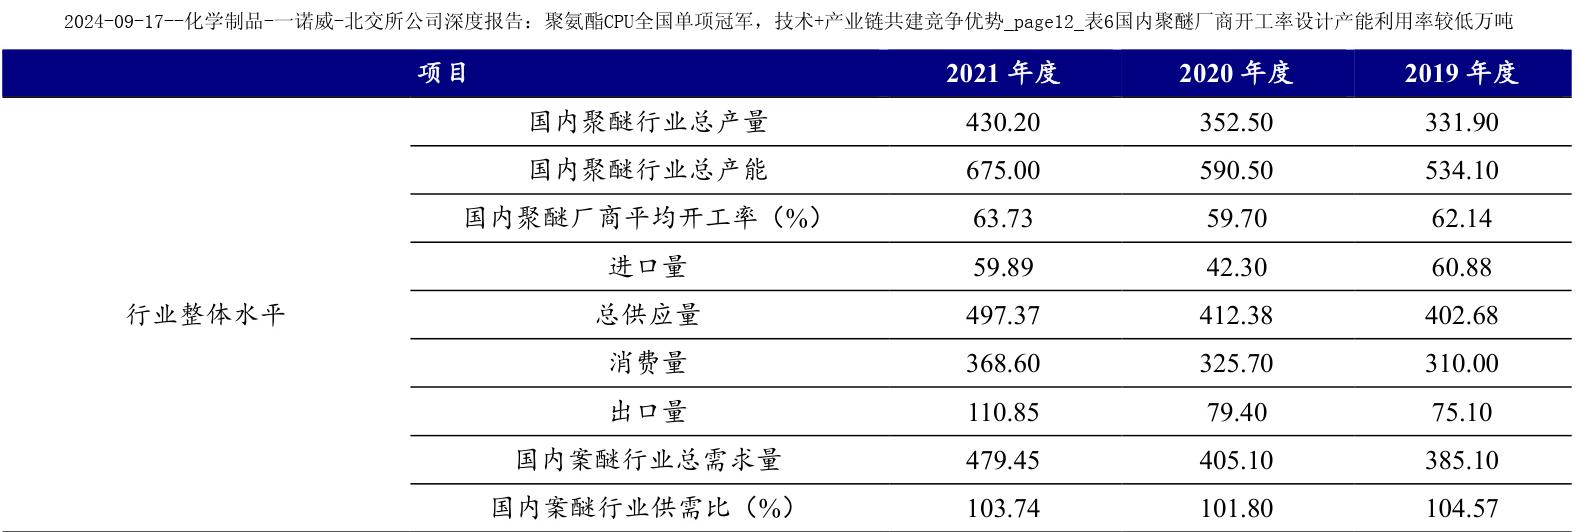 2024-09-17--化学制品-一诺威-北交所公司深度报告：聚氨酯CPU全国单项冠军，技术+产业链共建竞争优势_page12_表6国内聚醚厂商开工率设计产能利用率较低万吨
项目 2021 年度 2020 年度 2019 年度
国内聚醚行业总产量 430.20 352.50 331.90
国内聚醚行业总产能 675.00 590.50 534.10
国内聚醚厂商平均开工率（%） 63.73 59.70 62.14
进口量 59.89 42.30 60.88
行业整体水平 总供应量 497.37 412.38 402.68
消费量 368.60 325.70 310.00
出口量 110.85 79.40 75.10
国内案醚行业总需求量 479.45 405.10 385.10
国内案醚行业供需比（%） 103.74 101.80 104.57